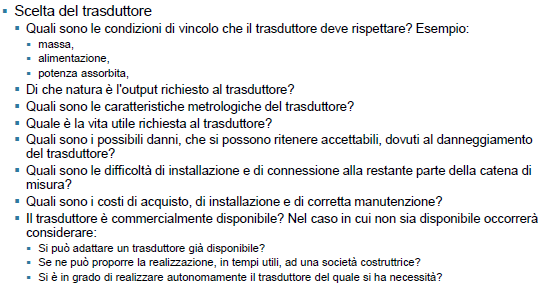 Scelta del trasduttore
Quali sono le condizioni di vincolo che il trasduttore deve rispettare? Esempio:
massa,
alimentazione,
potenza assorbita,
Di che natura è l'output richiesto al trasduttore?
Quali sono le caratteristiche metrologiche del trasduttore?
Quale è la vita utile richiesta al trasduttore?
Quali sono i possibili danni, che si possono ritenere accettabili, dovuti al danneggiamento
del trasduttore?
Quali sono le difficoltà di installazione e di connessione alla restante parte della catena di
misura?
Quali sono i costi di acquisto, di installazione e di corretta manutenzione?
Il trasduttore è commercialmente disponibile? Nel caso in cui non sia disponibile occorrerà
considerare:
Si può adattare un trasduttore già disponibile?
Se ne può proporre la realizzazione, in tempi utili, ad una società costruttrice?
Si è in grado di realizzare autonomamente il trasduttore del quale si ha necessità?